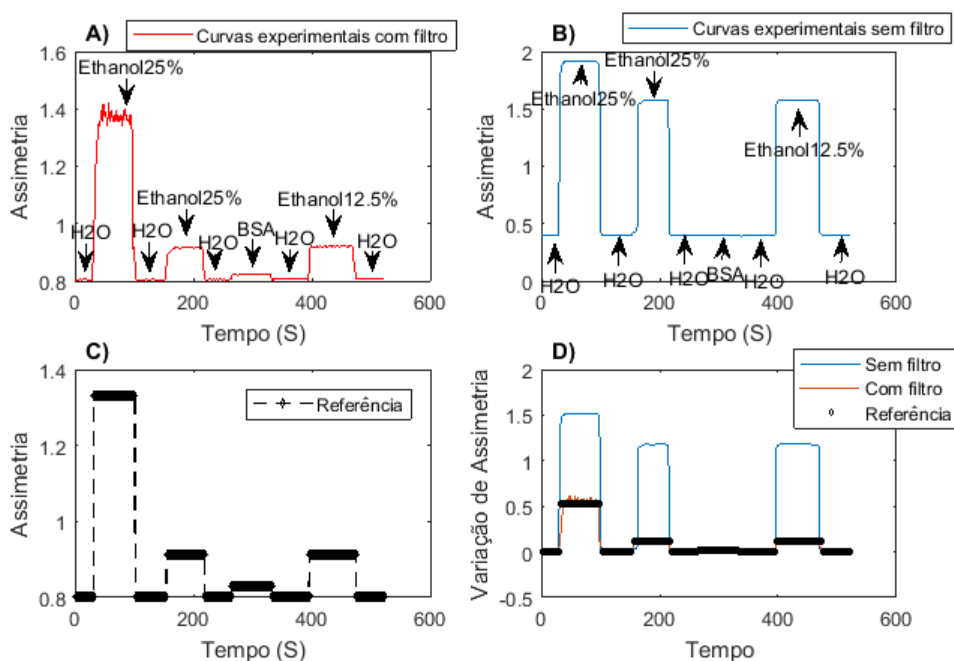 A)
Curvas experimentais com filtro
1.6
1.4
1.2
1
0.8
Assimetria
Ethanol25%
H2O
H2O
Ethanol25%
H2O
BSA
H2O
Ethanol12.5%
H2O
0
200
400
600
Tempo (S)
B)
Curvas experimentais sem filtro
2
1.5
1
0.5
0
Assimetria
Ethanol25%
Ethanol25%
Ethanol12.5%
H2O
H2O
H2O
BSA
H2O
H2O
0
200
400
600
Tempo (S)
C)
Referência
1.4
1.2
1
0.8
Assimetria
0
200
400
600
Tempo (S)
D)
Sem filtro
Com filtro
Referência
2
1.5
1
0.5
0
-0.5
Variação de Assimetria
0
200
400
600
Tempo